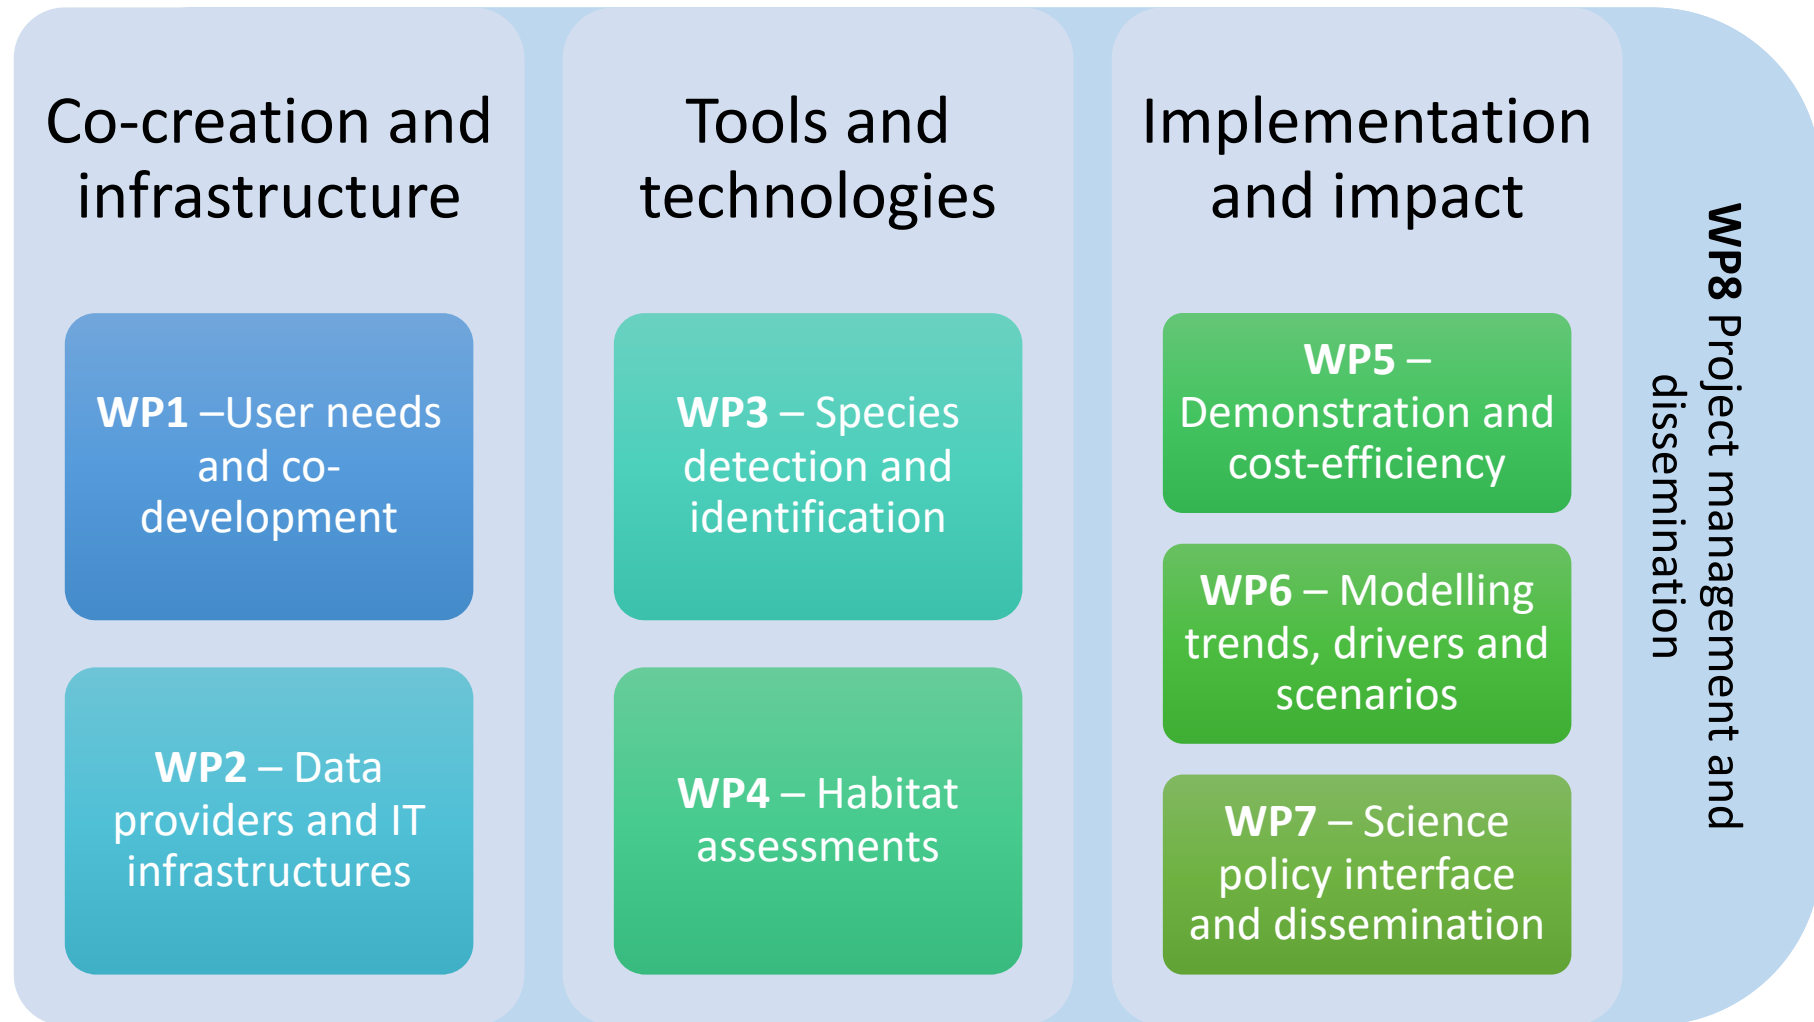 Co-creation and
infrastructure
WP1 –User needs
and co-
development
WP2 – Data
providers and IT
infrastructures
Tools and
technologies
WP3 – Species
detection and
identification
WP4 – Habitat
assessments
Implementation
and impact
WP5 –
Demonstration and
cost-efficiency
WP6 – Modelling
trends, drivers and
scenarios
WP7 – Science
policy interface
and dissemination
WP8 Project management and
dissemination